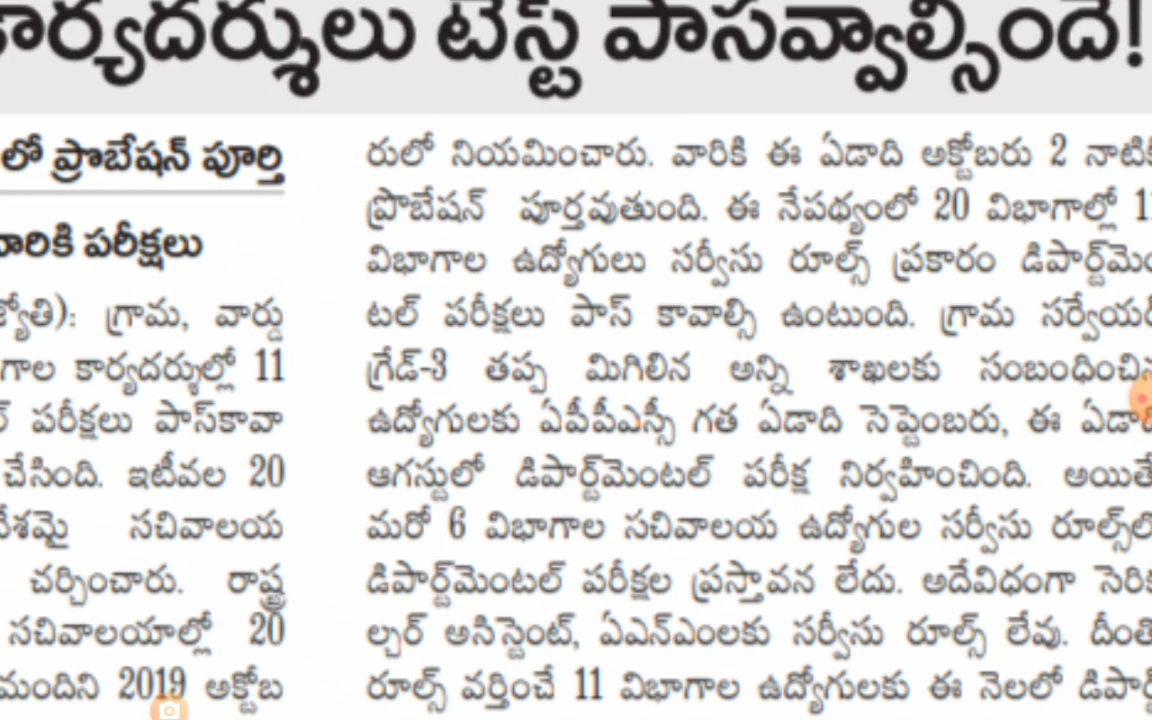 కార్యదర్శులు టెస్ట్ పాసవ్వాల్సిందే!
లో ప్రొబేషన్ పూర్తి
వారికి పరీక్షలు
జ్యోతి): గ్రామ, వార్డు
గాల కార్యదర్శుల్లో 11
పరీక్షలు పాస్‌కావా
చేసింది. ఇటీవల 20
సచివాలయ
చర్చించారు. రాష్ట్ర
సచివాలయాల్లో 20
మందిని 2019 అక్టోబ
రులో నియమించారు. వారికి ఈ ఏడాది అక్టోబరు 2 నాటికి
ప్రొబేషన్ పూర్తవుతుంది. ఈ నేపథ్యంలో 20 విభాగాల్లో 11
విభాగాల ఉద్యోగులు సర్వీసు రూల్స్ ప్రకారం డిపార్ట్‌మెం
టల్ పరీక్షలు పాస్ కావాల్సి ఉంటుంది. గ్రామ సర్వేయర్
గ్రేడ్-3 తప్ప మిగిలిన అన్ని శాఖలకు సంబంధించిన
ఉద్యోగులకు ఏపీపీఎస్సీ గత ఏడాది సెప్టెంబరు, ఈ ఏడాది
ఆగస్టులో డిపార్ట్‌మెంటల్ పరీక్ష నిర్వహించింది. అయితే
మరో 6 విభాగాల సచివాలయ ఉద్యోగుల సర్వీసు రూల్స్‌లో
డిపార్ట్‌మెంటల్ పరీక్షల ప్రస్తావన లేదు. అదేవిధంగా సెరిక
ల్చర్ అసిస్టెంట్, ఏఎన్ఎంలకు సర్వీసు రూల్స్ లేవు. దీంతో
రూల్స్ వర్తించే 11 విభాగాల ఉద్యోగులకు ఈ నెలలో డిపార్ట్